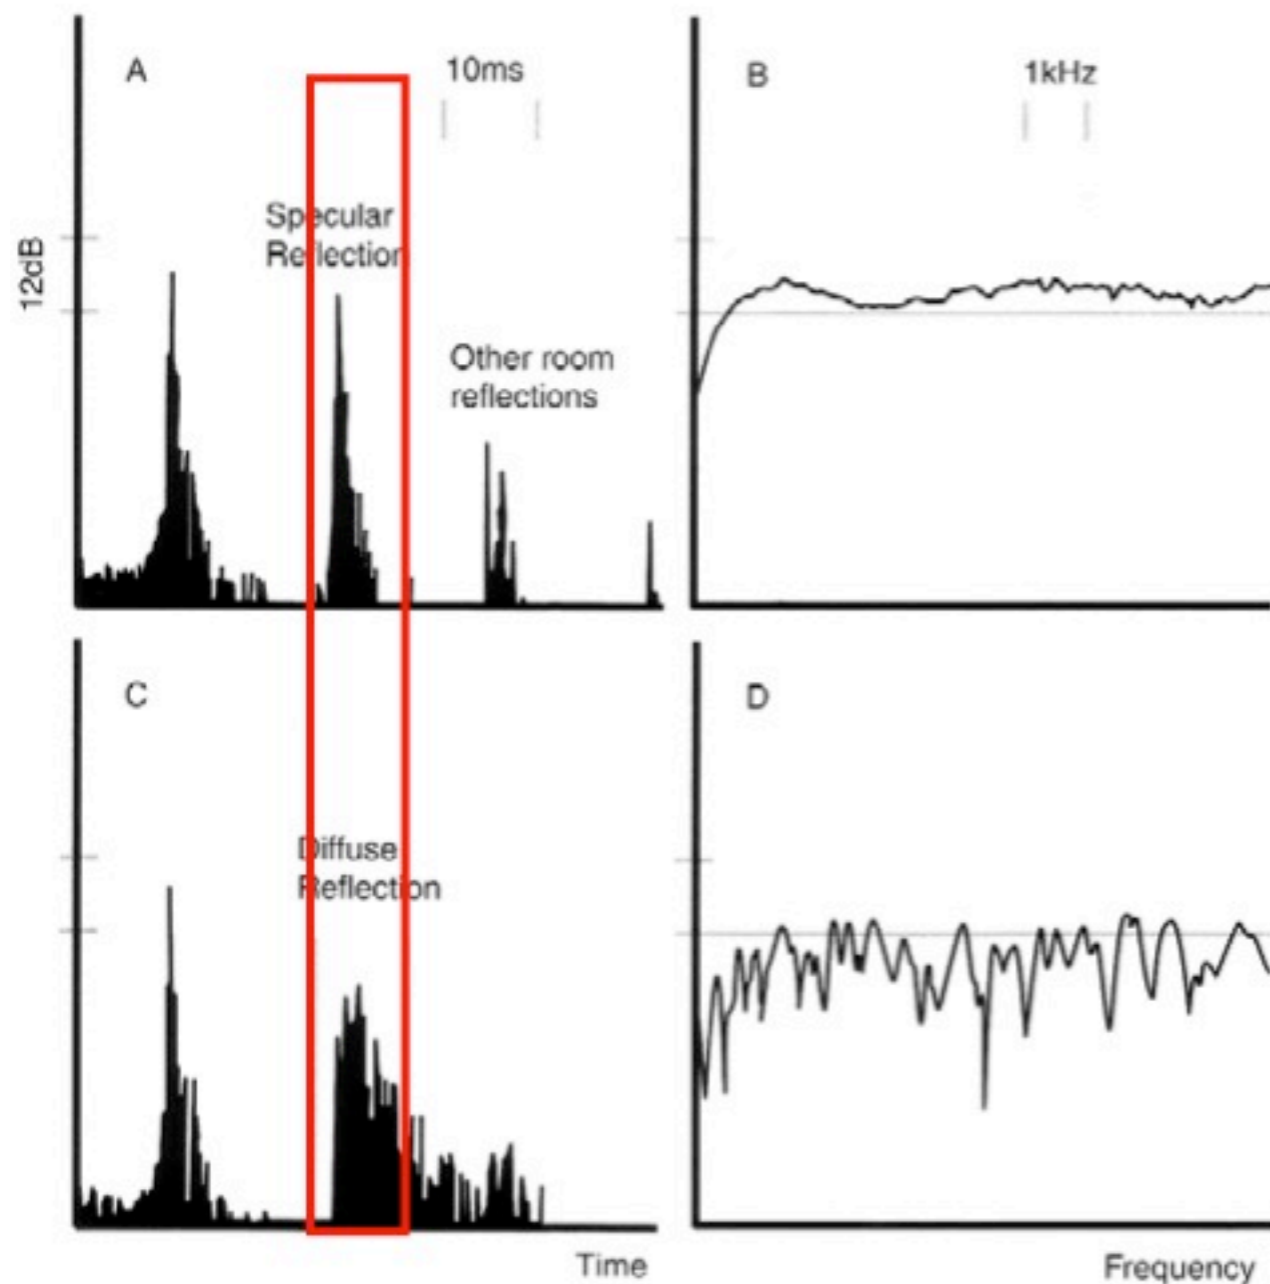 A
10ms
Specular
Reflection
Other room
reflections
12dB
B
1kHz
C
Diffuse
Reflection
Time
D
Frequency